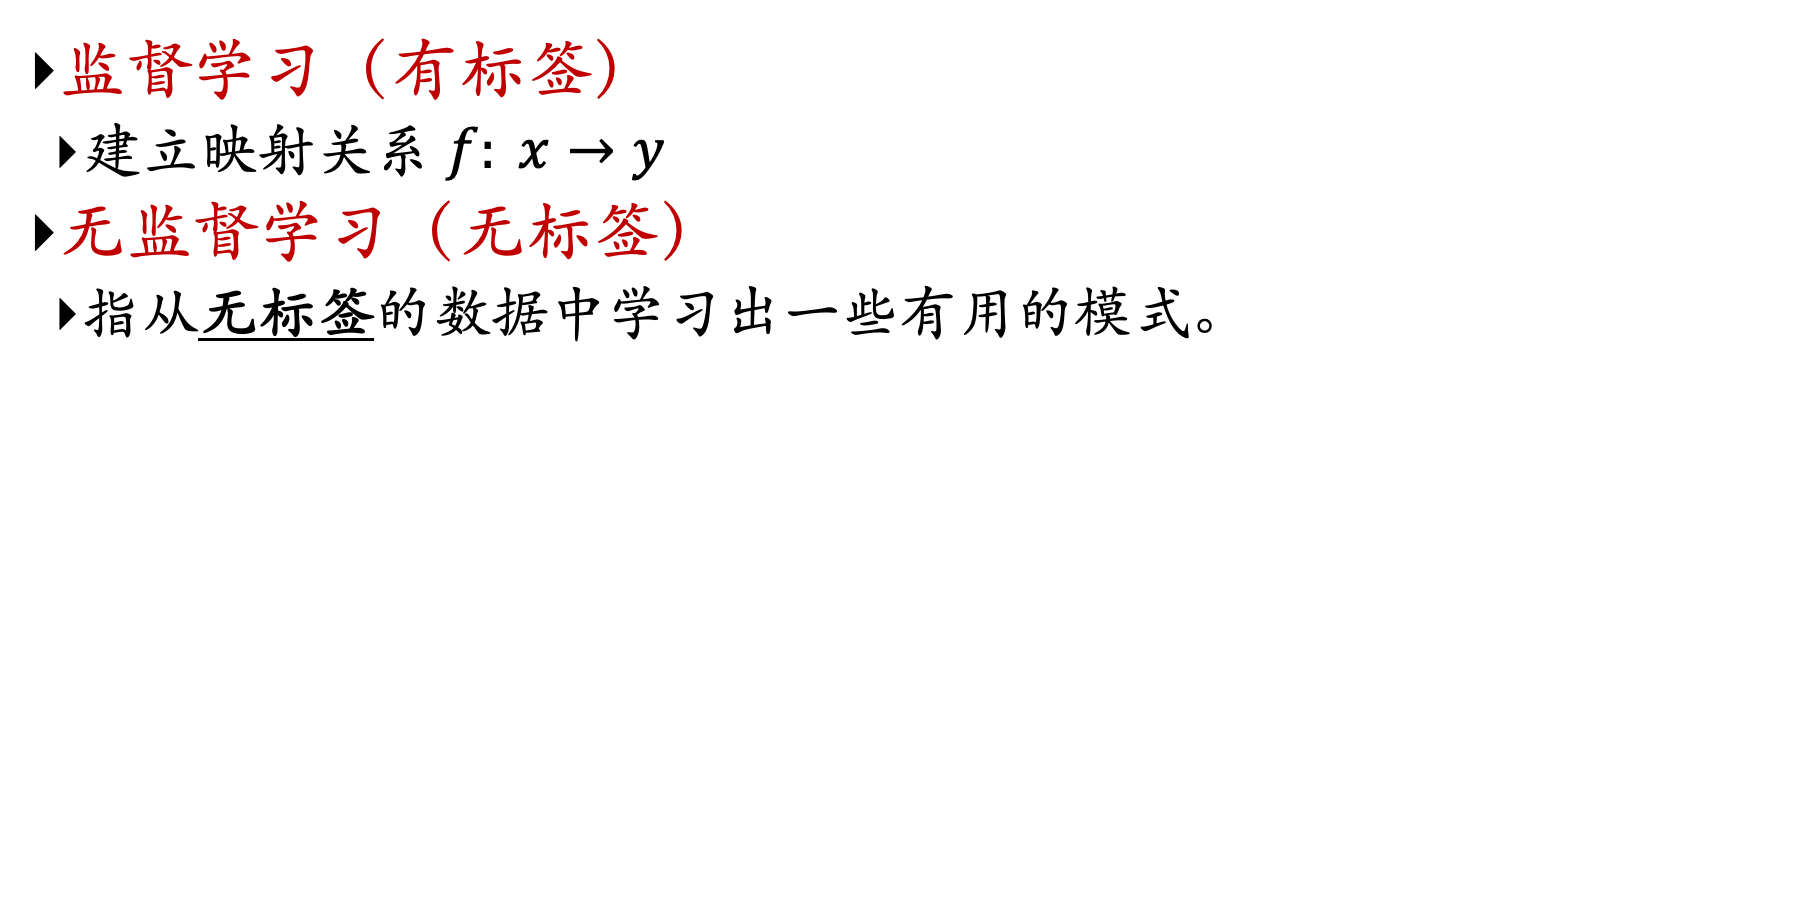 监督学习（有标签）
建立映射关系 f: x → y
无监督学习（无标签）
指从无标签的数据中学习出一些有用的模式。